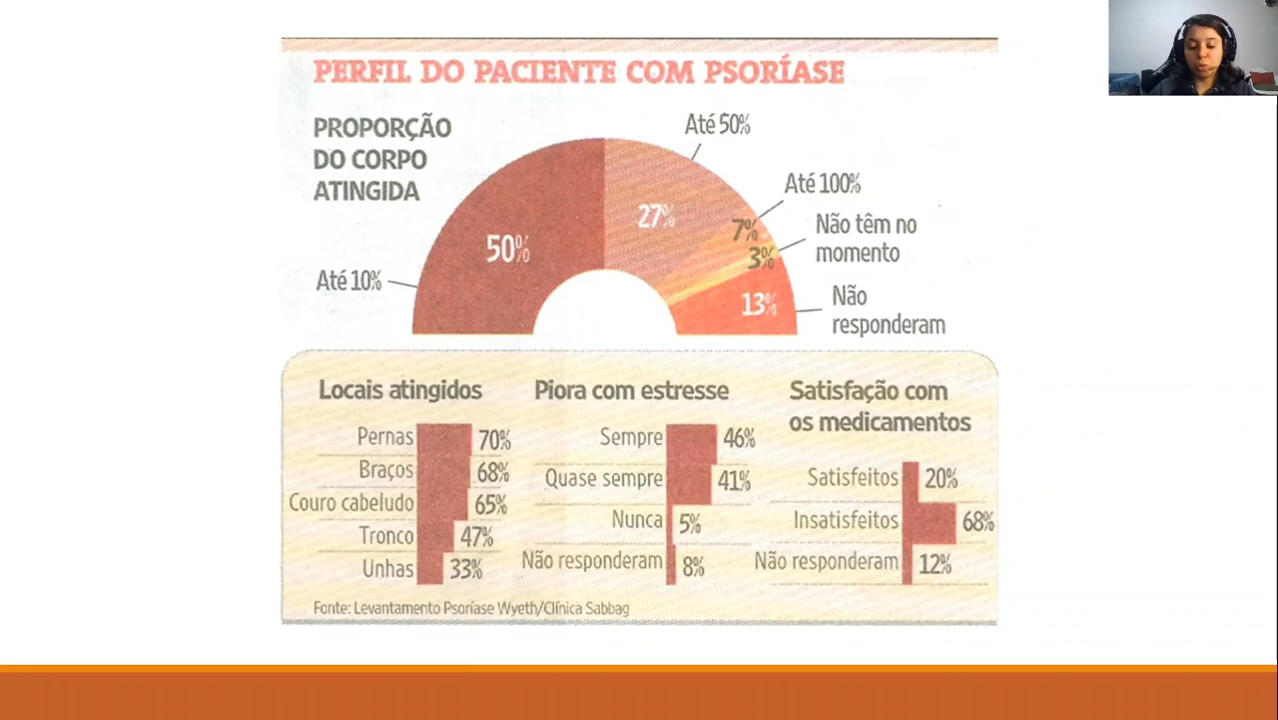 PERFIL DO PACIENTE COM PSORÍASE
PROPORÇÃO
DO CORPO
ATINGIDA
Até 10%
50%
Até 50%
27%
Até 100%
7%
Não têm no
momento
3%
Não
responderam
13%
Locais atingidos
Pernas 70%
Braços 68%
Couro cabeludo 65%
Tronco 47%
Unhas 33%
Piora com estresse
Sempre 46%
Quase sempre 41%
Nunca 5%
Não responderam 8%
Satisfação com
os medicamentos
Satisfeitos 20%
Insatisfeitos 68%
Não responderam 12%
Fonte: Levantamento Psoríase Wyeth/Clínica Sabbag